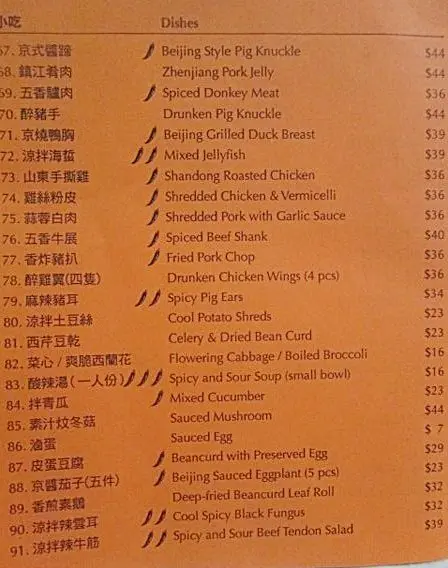 小吃 Dishes
67. 京式醬蹄 Beijing Style Pig Knuckle $44
68. 鎮江肴肉 Zhenjiang Pork Jelly $44
69. 五香驢肉 Spiced Donkey Meat $36
70. 醉豬手 Drunken Pig Knuckle $44
71. 京燒鴨胸 Beijing Grilled Duck Breast $39
72. 涼拌海蜇 Mixed Jellyfish $39
73. 山東手撕雞 Shandong Roasted Chicken $36
74. 雞絲粉皮 Shredded Chicken & Vermicelli $36
75. 蒜蓉白肉 Shredded Pork with Garlic Sauce $36
76. 五香牛展 Spiced Beef Shank $40
77. 香炸豬扒 Fried Pork Chop $36
78. 醉雞翼(四隻) Drunken Chicken Wings (4 pcs) $36
79. 麻辣豬耳 Spicy Pig Ears $34
80. 涼拌土豆絲 Cool Potato Shreds $23
81. 西芹豆乾 Celery & Dried Bean Curd $23
82. 菜心 / 爽脆西蘭花 Flowering Cabbage / Boiled Broccoli $16
83. 酸辣湯(一人份) Spicy and Sour Soup (small bowl) $16
84. 拌青瓜 Mixed Cucumber $23
85. 素汁炆冬菇 Sauced Mushroom $44
86. 滷蛋 Sauced Egg $ 7
87. 皮蛋豆腐 Beancurd with Preserved Egg $29
88. 京醬茄子(五件) Beijing Sauced Eggplant (5 pcs) $23
89. 香煎素鵝 Deep-fried Beancurd Leaf Roll $32
90. 涼拌辣雲耳 Cool Spicy Black Fungus $32
91. 涼拌辣牛筋 Spicy and Sour Beef Tendon Salad $39